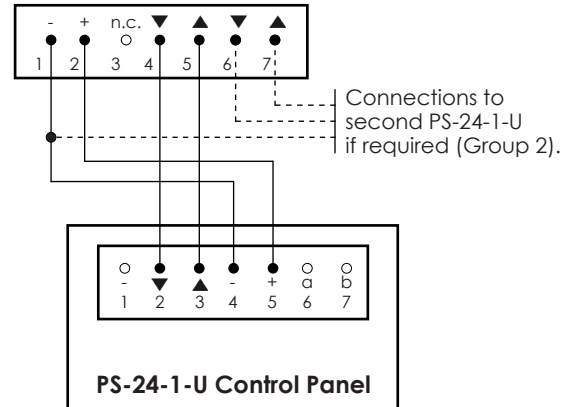 - + n.c. ▼ ▲ ▼ ▲
1 2 3 4 5 6 7
Connections to
second PS-24-1-U
if required (Group 2).
- ▼ ▲ - + a b
1 2 3 4 5 6 7
PS-24-1-U Control Panel